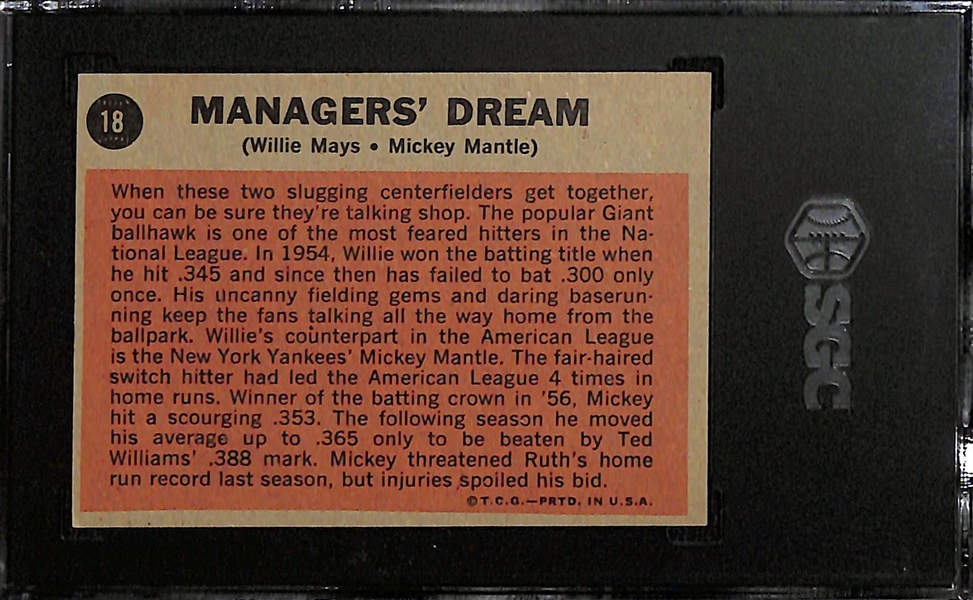 18
MANAGERS' DREAM
(Willie Mays • Mickey Mantle)
When these two slugging centerfielders get together,
you can be sure they're talking shop. The popular Giant
ballhawk is one of the most feared hitters in the Na-
tional League. In 1954, Willie won the batting title when
he hit .345 and since then has failed to bat .300 only
once. His uncanny fielding gems and daring baserun-
ning keep the fans talking all the way home from the
ballpark. Willie's counterpart in the American League
is the New York Yankees' Mickey Mantle. The fair-haired
switch hitter had led the American League 4 times in
home runs. Winner of the batting crown in '56, Mickey
hit a scourging .353. The following season he moved
his average up to .365 only to be beaten by Ted
Williams' .388 mark. Mickey threatened Ruth's home
run record last season, but injuries spoiled his bid.
©T.C.G.—PRTD. IN U.S.A.
SGC